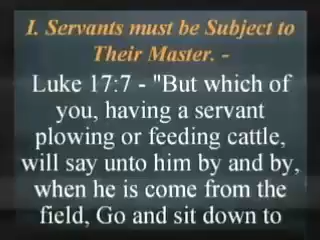 I. Servants must be Subject to
Their Master. -
Luke 17:7 - "But which of
you, having a servant
plowing or feeding cattle,
will say unto him by and by,
when he is come from the
field, Go and sit down to